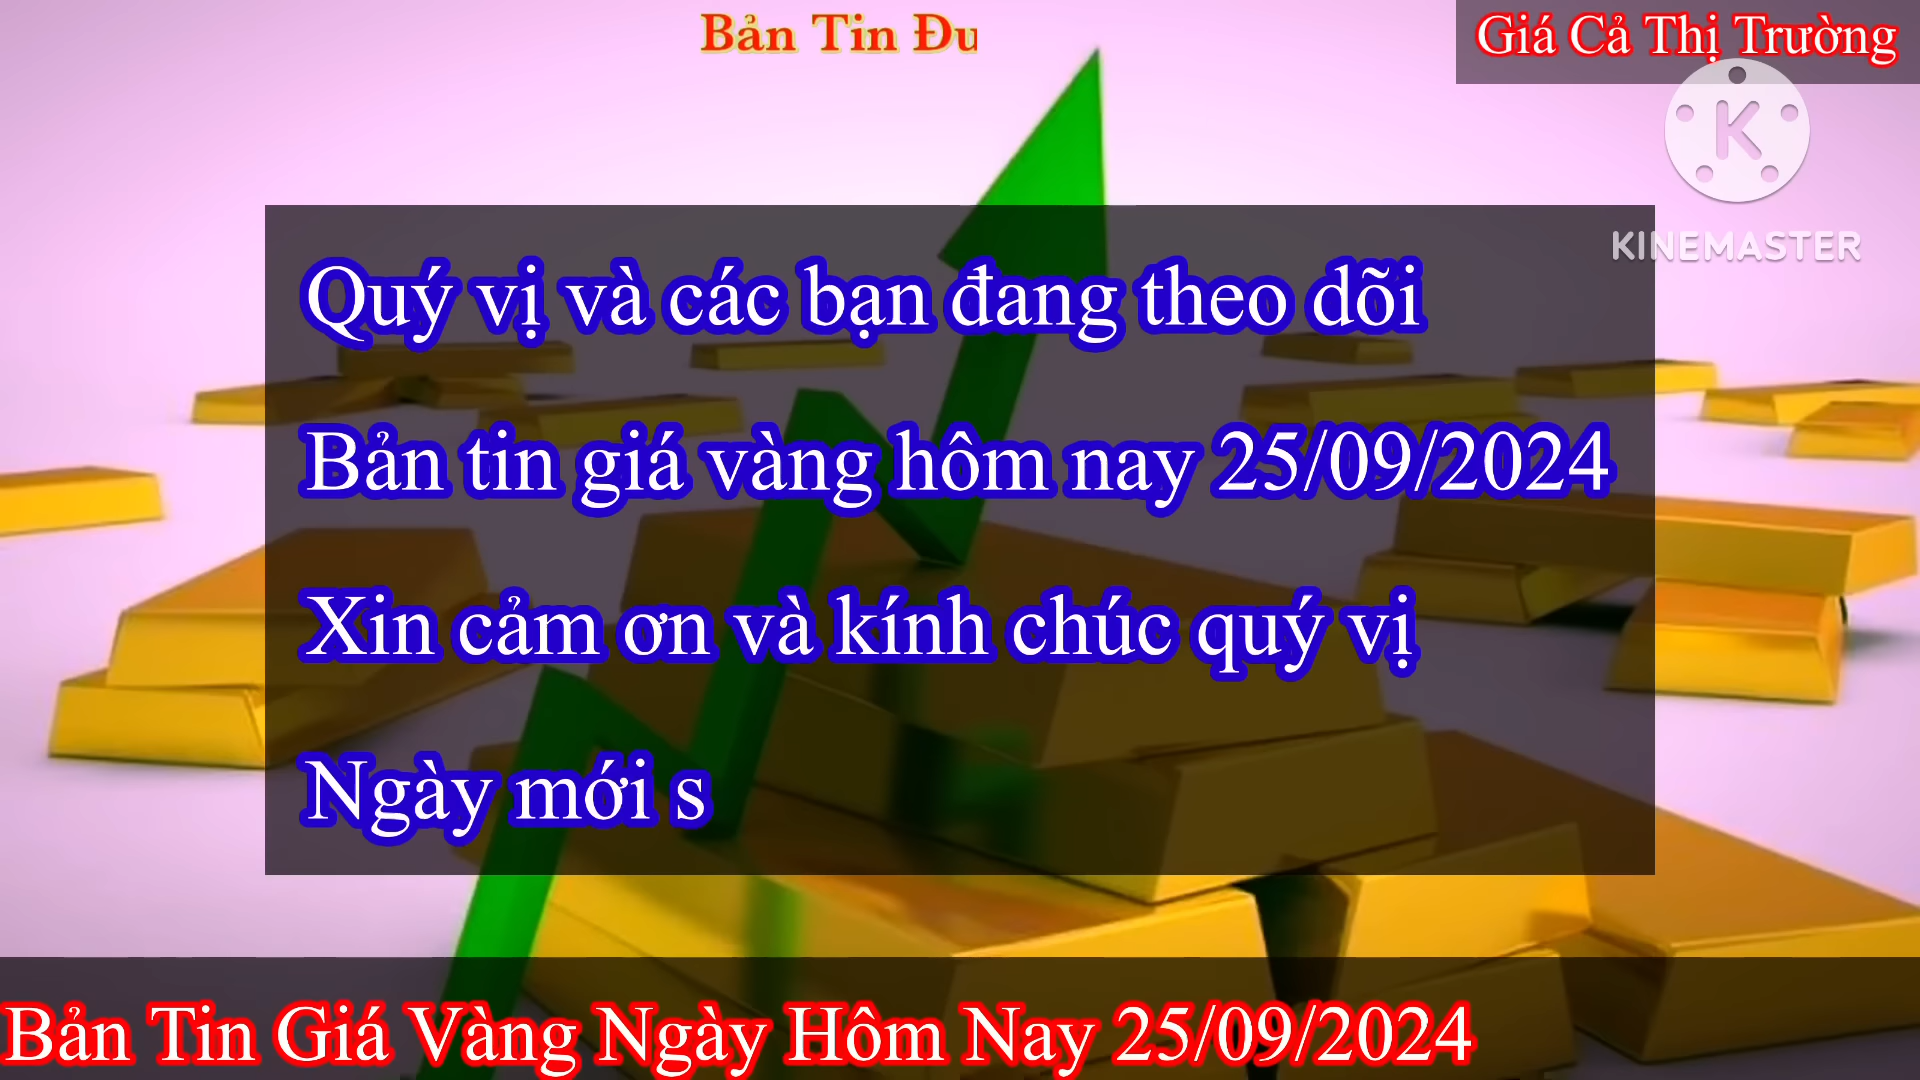 Bản Tin Đu
Giá Cả Thị Trường
K
KINEMASTER
Quý vị và các bạn đang theo dõi
Bản tin giá vàng hôm nay 25/09/2024
Xin cảm ơn và kính chúc quý vị
Ngày mới s
Bản Tin Giá Vàng Ngày Hôm Nay 25/09/2024